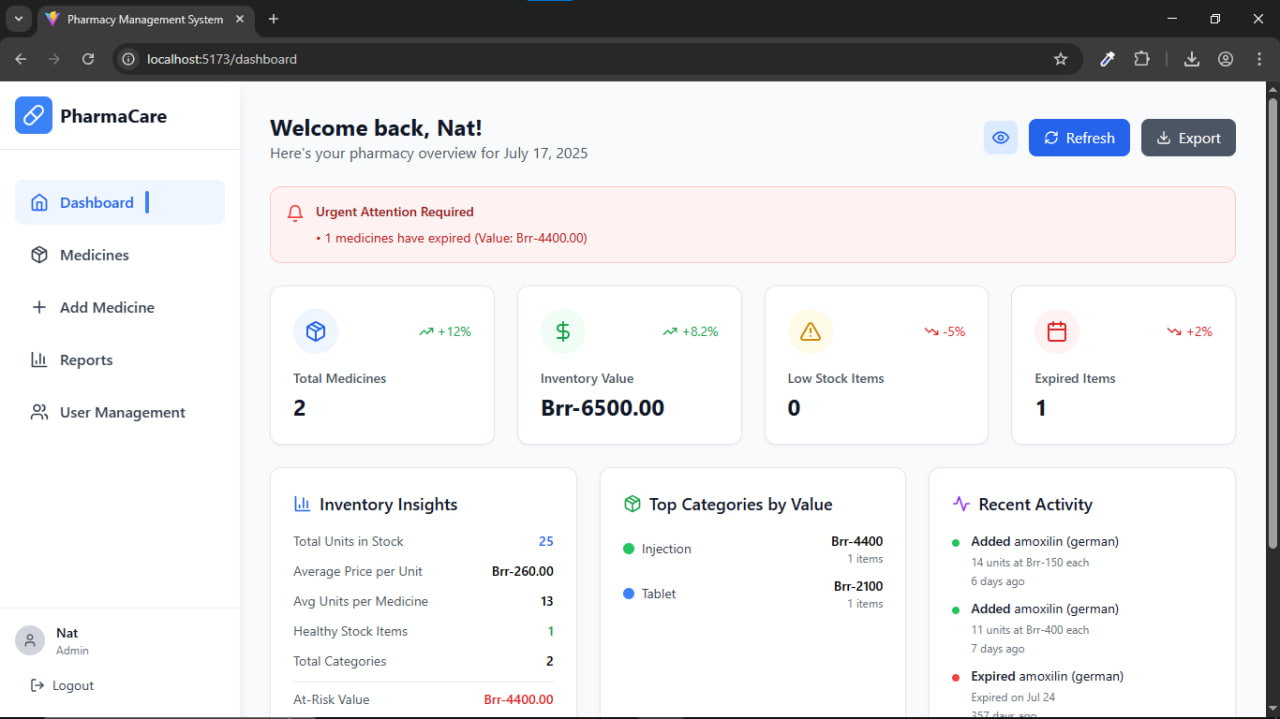 Pharmacy Management System
localhost:5173/dashboard
PharmaCare
Dashboard
Medicines
Add Medicine
Reports
User Management
Nat
Admin
Logout
Welcome back, Nat!
Here's your pharmacy overview for July 17, 2025
Refresh
Export
Urgent Attention Required
• 1 medicines have expired (Value: Brr-4400.00)
+12%
Total Medicines
2
+8.2%
Inventory Value
Brr-6500.00
-5%
Low Stock Items
0
+2%
Expired Items
1
Inventory Insights
Total Units in Stock 25
Average Price per Unit Brr-260.00
Avg Units per Medicine 13
Healthy Stock Items 1
Total Categories 2
At-Risk Value Brr-4400.00
Top Categories by Value
Injection Brr-4400
1 items
Tablet Brr-2100
1 items
Recent Activity
Added amoxilin (german)
14 units at Brr-150 each
6 days ago
Added amoxilin (german)
11 units at Brr-400 each
7 days ago
Expired amoxilin (german)
Expired on Jul 24
357 days ago